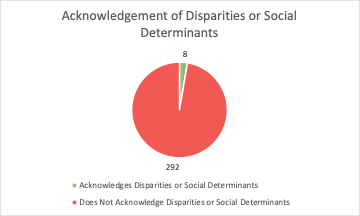 Acknowledgement of Disparities or Social
Determinants
8
292
Acknowledges Disparities or Social Determinants
Does Not Acknowledge Disparities or Social Determinants